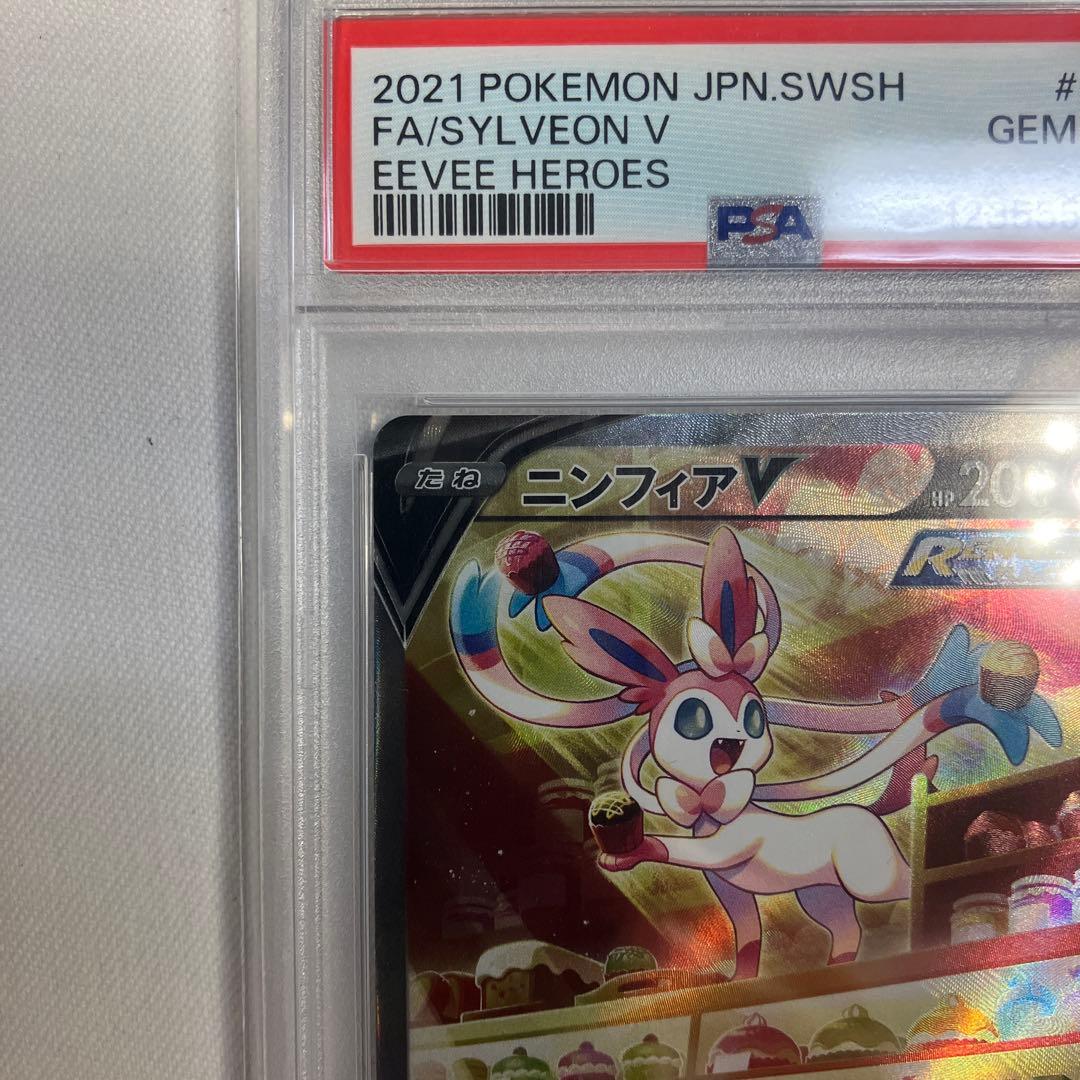 2021 POKEMON JPN.SWSH #
FA/SYLVEON V GEM
EEVEE HEROES
PSA
たね ニンフィアV HP 20